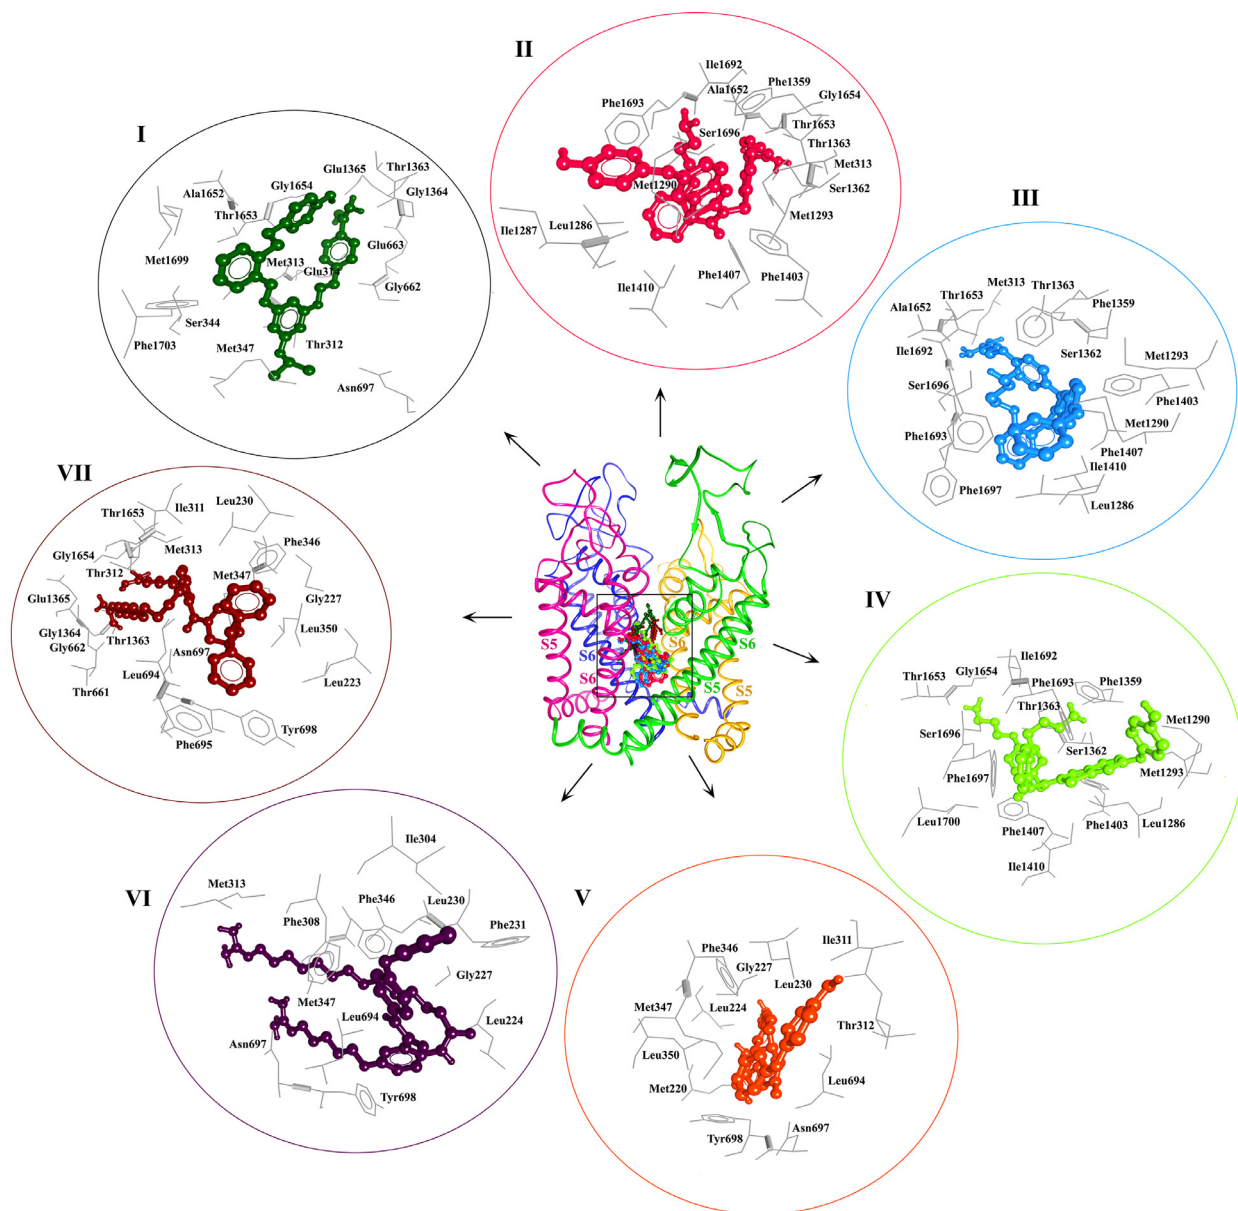 I
Glu1365
Thr1363
Ala1652
Gly1654
Gly1364
Thr1653
Glu663
Met1699
Met313
Glu314
Gly662
Ser344
Phe1703
Thr312
Met347
Asn697
II
Ile1692
Phe1359
Ala1652
Gly1654
Phe1693
Thr1653
Ser1696
Thr1363
Met313
Met1290
Ser1362
Met1293
Ile1287
Leu1286
Ile1410
Phe1407
Phe1403
III
Met313
Thr1363
Thr1653
Phe1359
Ala1652
Ile1692
Ser1362
Met1293
Ser1696
Phe1403
Met1290
Phe1693
Phe1407
Ile1410
Phe1697
Leu1286
IV
Ile1692
Gly1654
Thr1653
Phe1693
Phe1359
Thr1363
Met1290
Ser1696
Ser1362
Phe1697
Met1293
Leu1700
Phe1407
Phe1403
Leu1286
Ile1410
V
Phe346
Ile311
Gly227
Leu230
Met347
Leu224
Thr312
Leu350
Met220
Leu694
Tyr698
Asn697
VI
Ile304
Met313
Phe346
Leu230
Phe308
Phe231
Gly227
Met347
Leu694
Leu224
Asn697
Tyr698
VII
Leu230
Thr1653
Ile311
Gly1654
Met313
Phe346
Thr312
Met347
Glu1365
Gly227
Gly1364
Thr1363
Leu350
Gly662
Asn697
Leu694
Leu223
Thr661
Tyr698
Phe695
S5
S6
S6
S6
S6
S5
S5